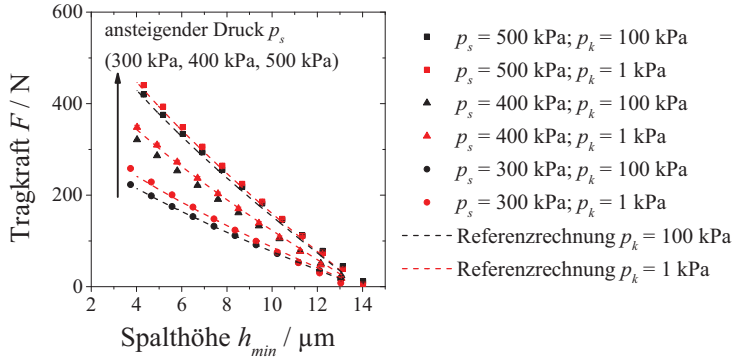 ansteigender Druck p_s
(300 kPa, 400 kPa, 500 kPa)
600
400
200
0
2 4 6 8 10 12 14
Tragkraft F / N
Spalthöhe h_min / µm
p_s = 500 kPa; p_k = 100 kPa
p_s = 500 kPa; p_k = 1 kPa
p_s = 400 kPa; p_k = 100 kPa
p_s = 400 kPa; p_k = 1 kPa
p_s = 300 kPa; p_k = 100 kPa
p_s = 300 kPa; p_k = 1 kPa
Referenzrechnung p_k = 100 kPa
Referenzrechnung p_k = 1 kPa